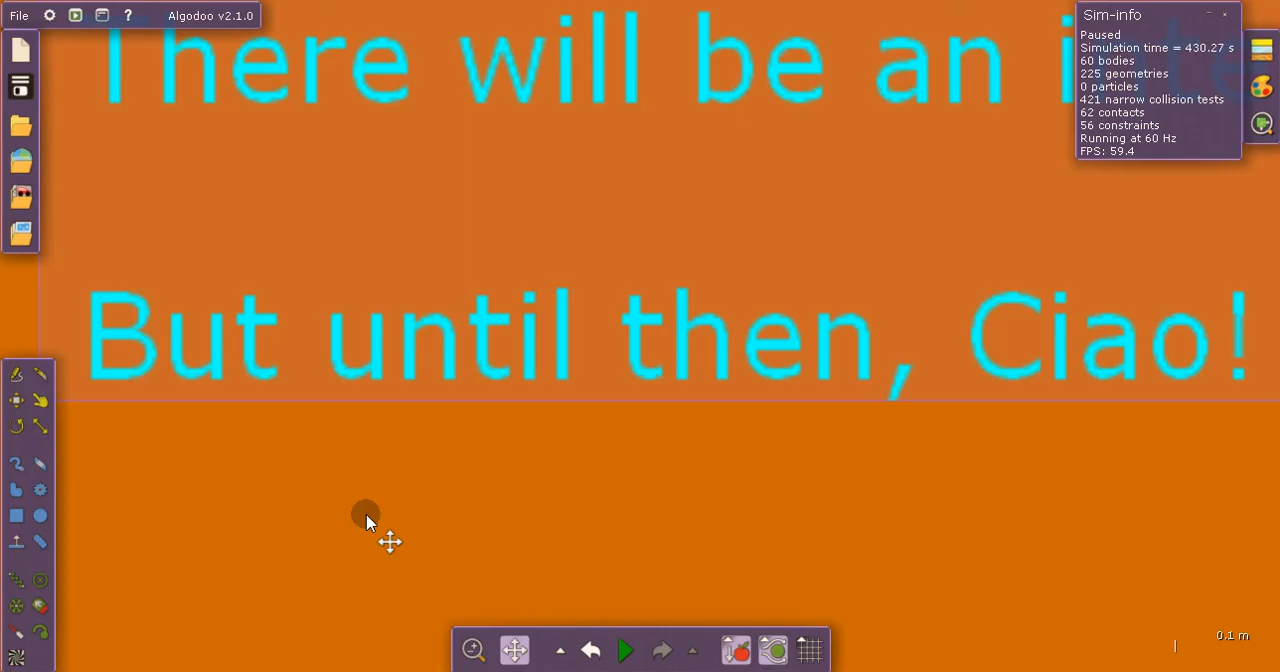 File ? Algodoo v2.1.0
There will be an
Sim-info
Paused
Simulation time = 430.27 s
60 bodies
225 geometries
0 particles
421 narrow collision tests
62 contacts
56 constraints
Running at 60 Hz
FPS: 59.4
But until then, Ciao!
0.1 m